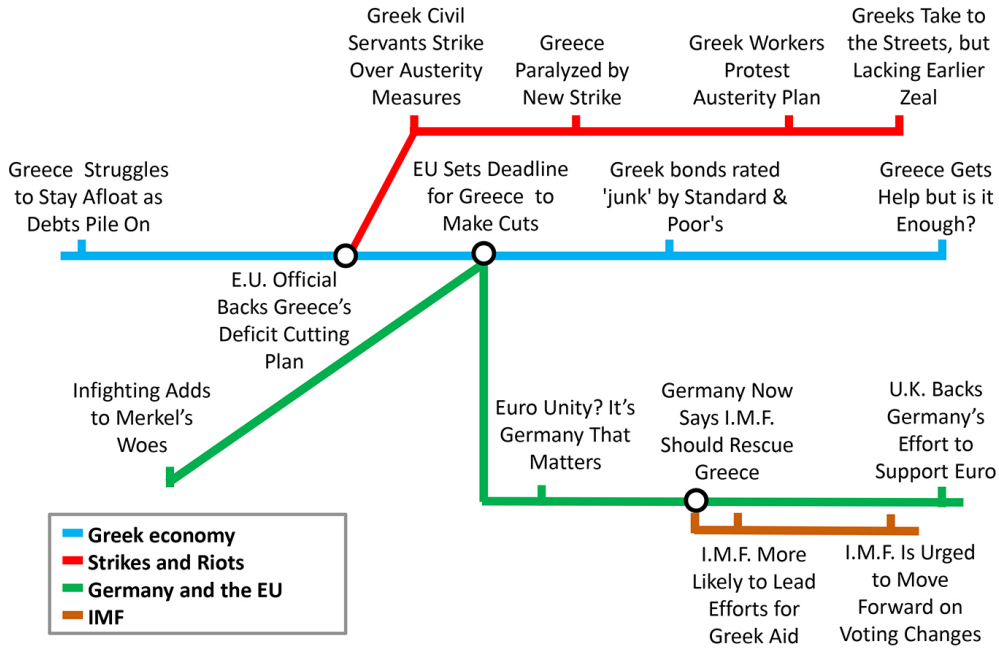 Greek Civil
Servants Strike
Over Austerity
Measures
Greece
Paralyzed by
New Strike
Greek Workers
Protest
Austerity Plan
Greeks Take to
the Streets, but
Lacking Earlier
Zeal
Greece Struggles
to Stay Afloat as
Debts Pile On
EU Sets Deadline
for Greece to
Make Cuts
Greek bonds rated
'junk' by Standard &
Poor's
Greece Gets
Help but is it
Enough?
E.U. Official
Backs Greece’s
Deficit Cutting
Plan
Infighting Adds
to Merkel’s
Woes
Euro Unity? It’s
Germany That
Matters
Germany Now
Says I.M.F.
Should Rescue
Greece
U.K. Backs
Germany’s
Effort to
Support Euro
I.M.F. More
Likely to Lead
Efforts for
Greek Aid
I.M.F. Is Urged
to Move
Forward on
Voting Changes
Greek economy
Strikes and Riots
Germany and the EU
IMF